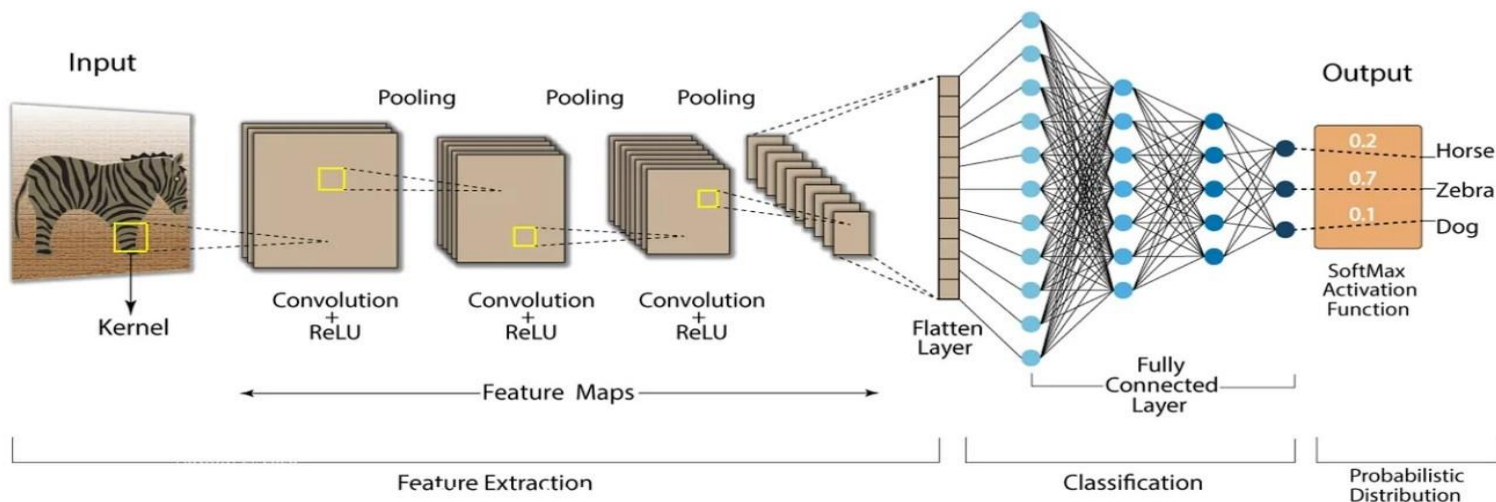 Input
Pooling
Pooling
Pooling
Output
0.2
Horse
0.7
Zebra
0.1
Dog
SoftMax
Activation
Function
Kernel
Convolution
+
ReLU
Convolution
+
ReLU
Convolution
+
ReLU
Flatten
Layer
Fully
Connected
Layer
Feature Maps
Feature Extraction
Classification
Probabilistic
Distribution